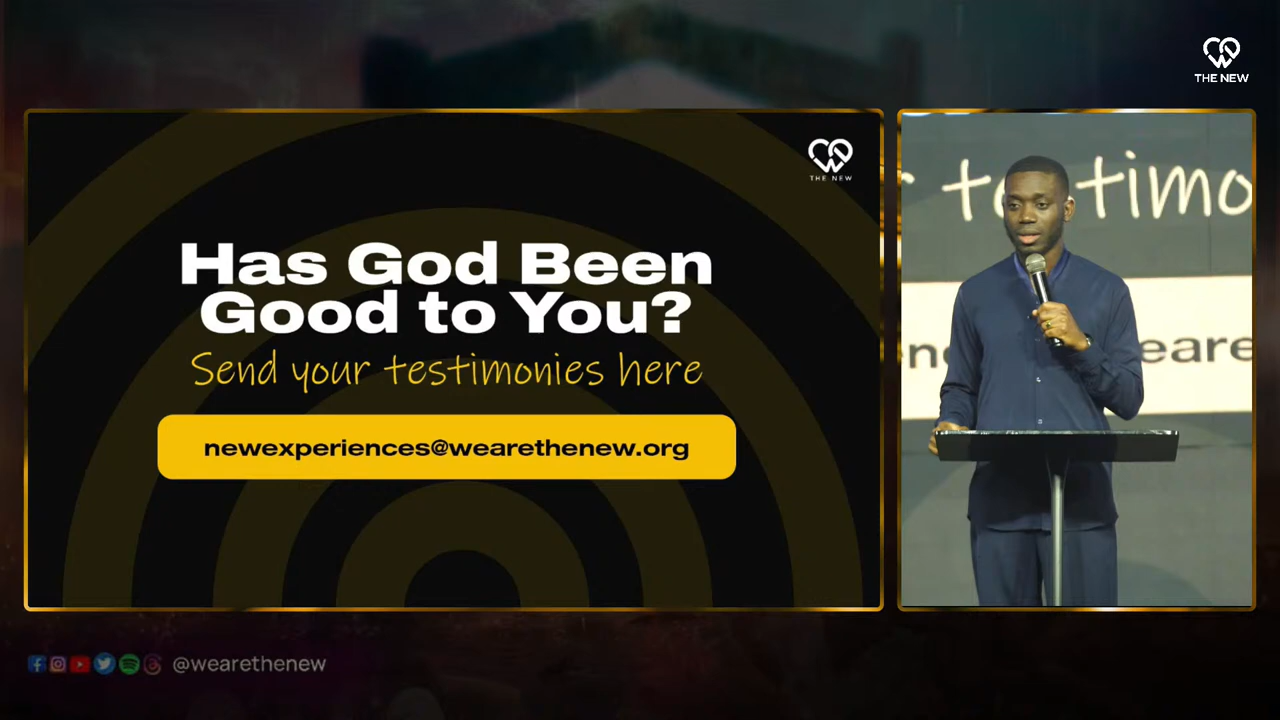 THE NEW
THE NEW
Has God Been
Good to You?
Send your testimonies here
newexperiences@wearethenew.org
r testimo
eare
@wearethenew